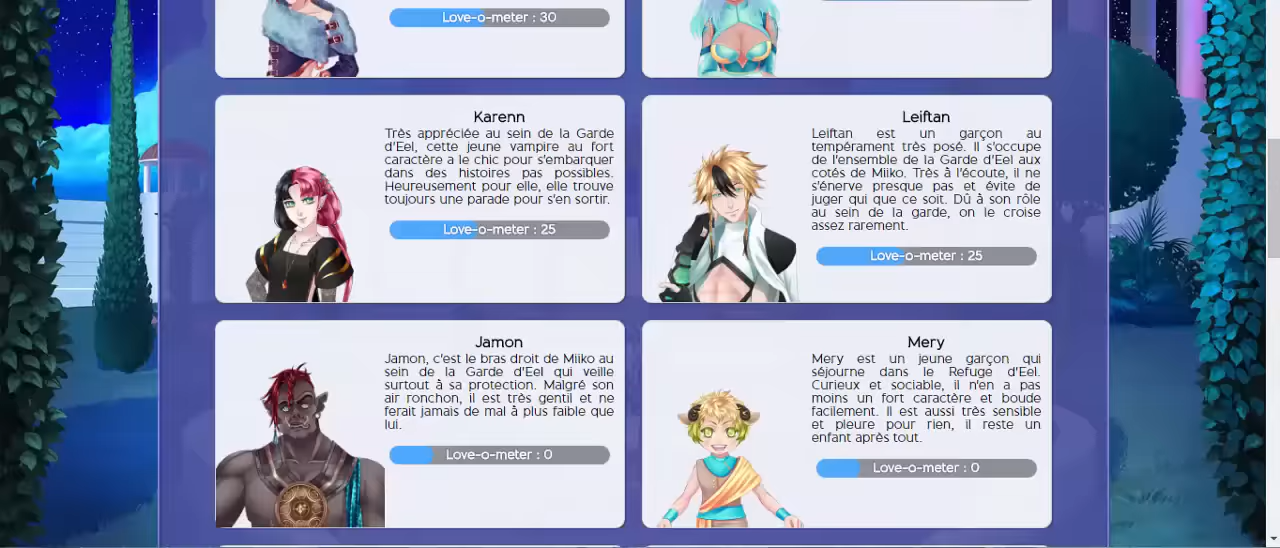 Love-o-meter : 30
Karenn
Très appréciée au sein de la Garde
d'Eel, cette jeune vampire au fort
caractère a le chic pour s'embarquer
dans des histoires pas possibles.
Heureusement pour elle, elle trouve
toujours une parade pour s'en sortir.
Love-o-meter : 25
Leiftan
Leiftan est un garçon au
tempérament très posé. Il s'occupe
de l'ensemble de la Garde d'Eel aux
cotés de Miiko. Très à l'écoute, il ne
s'énerve presque pas et évite de
juger qui que ce soit. Dû à son rôle
au sein de la garde, on le croise
assez rarement.
Love-o-meter : 25
Jamon
Jamon, c'est le bras droit de Miiko au
sein de la Garde d'Eel qui veille
surtout à sa protection. Malgré son
air ronchon, il est très gentil et ne
ferait jamais de mal à plus faible que
lui.
Love-o-meter : 0
Mery
Mery est un jeune garçon qui
séjourne dans le Refuge d'Eel.
Curieux et sociable, il n'en a pas
moins un fort caractère et boude
facilement. Il est aussi très sensible
et pleure pour rien, il reste un
enfant après tout.
Love-o-meter : 0